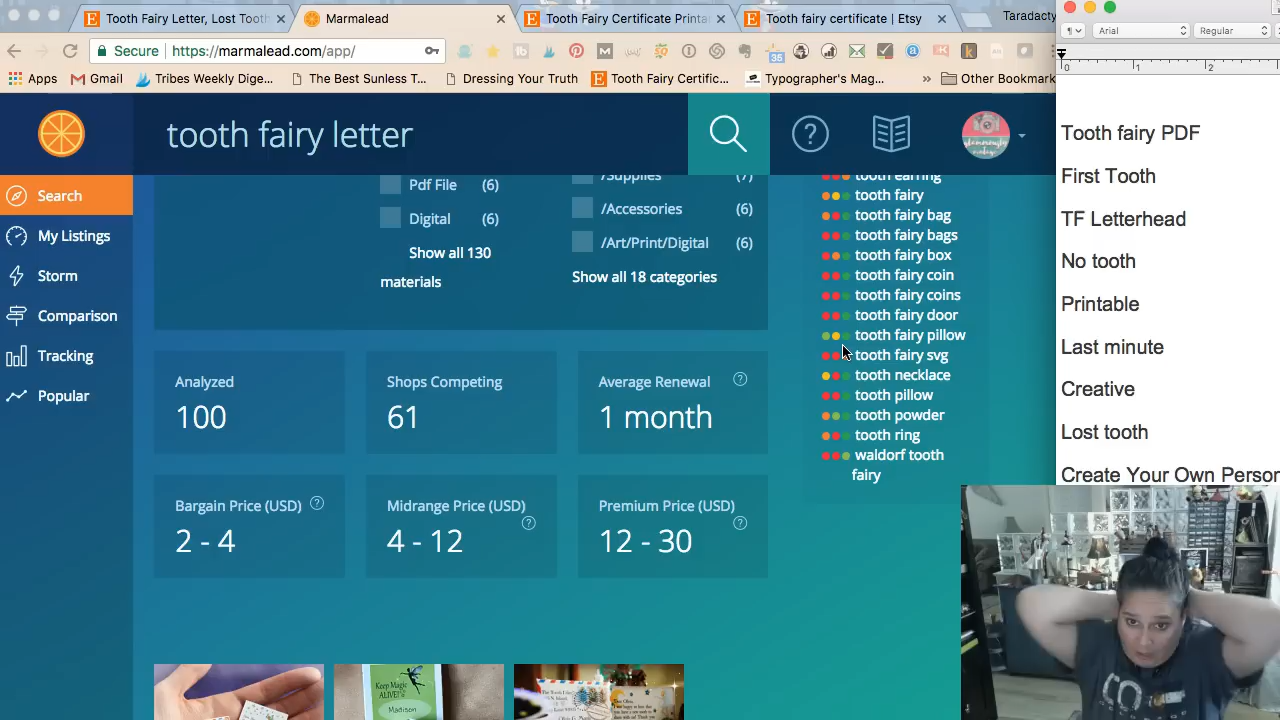 Tooth Fairy Letter, Lost Tooth
Marmalead
Tooth Fairy Certificate Printa
Tooth fairy certificate | Etsy
Taradacty
Secure
https://marmalead.com/app/
36
Arial
Regular
Apps
Gmail
Tribes Weekly Dige...
The Best Sunless T...
Dressing Your Truth
Tooth Fairy Certific...
Typographer's Mag...
»
Other Bookmark
0 1 2
tooth fairy letter
Search
My Listings
Storm
Comparison
Tracking
Popular
Pdf File (6)
Digital (6)
Show all 130
materials
/Supplies (7)
/Accessories (6)
/Art/Print/Digital (6)
Show all 18 categories
Analyzed
100
Shops Competing
61
Average Renewal
1 month
Bargain Price (USD)
2 - 4
Midrange Price (USD)
4 - 12
Premium Price (USD)
12 - 30
tooth earring
tooth fairy
tooth fairy bag
tooth fairy bags
tooth fairy box
tooth fairy coin
tooth fairy coins
tooth fairy door
tooth fairy pillow
tooth fairy svg
tooth necklace
tooth pillow
tooth powder
tooth ring
waldorf tooth
fairy
Tooth fairy PDF
First Tooth
TF Letterhead
No tooth
Printable
Last minute
Creative
Lost tooth
Create Your Own Person
Keep Magic
ALIVE!
Madison